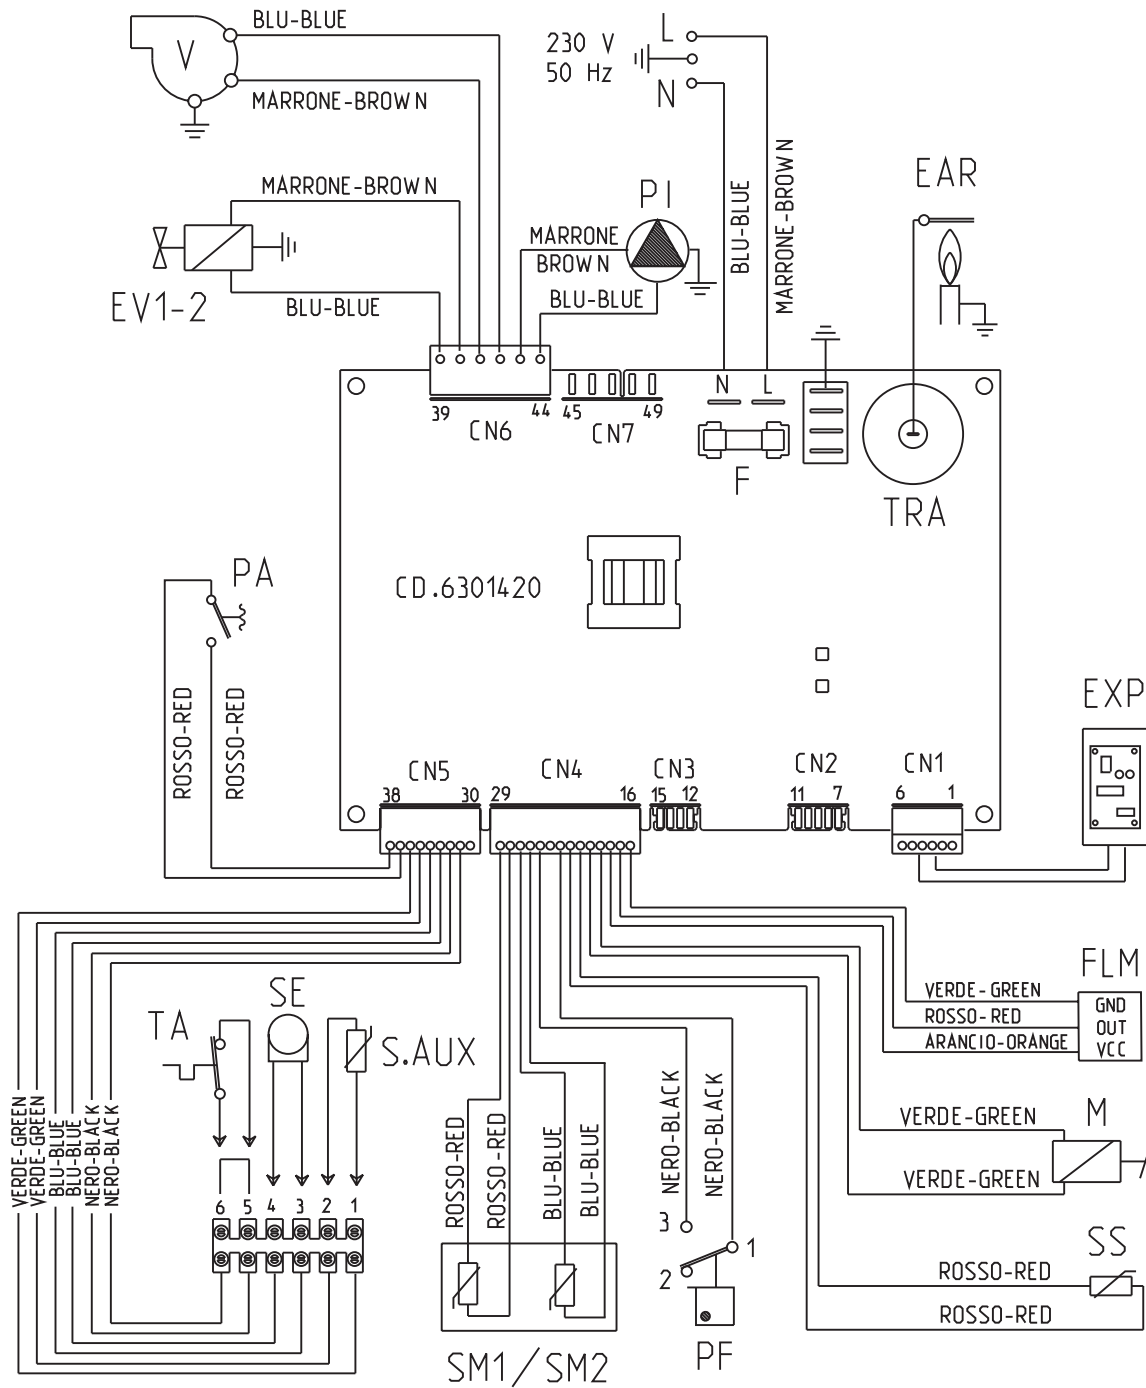 BLU-BLUE
V
MARRONE-BROWN
230 V
50 Hz
L
N
MARRONE-BROWN
EV1-2
BLU-BLUE
PI
MARRONE
BROWN
BLU-BLUE
BLU-BLUE
MARRONE-BROWN
EAR
39
44
CN6
45
49
CN7
N
L
F
TRA
CD.6301420
PA
ROSSO-RED
ROSSO-RED
EXP
CN5
38
30
CN4
29
16
CN3
15
12
CN2
11
7
CN1
6
1
FLM
VERDE-GREEN
GND
ROSSO-RED
OUT
ARANCIO-ORANGE
VCC
TA
SE
S.AUX
VERDE-GREEN
VERDE-GREEN
BLU-BLUE
BLU-BLUE
NERO-BLACK
NERO-BLACK
6
5
4
3
2
1
ROSSO-RED
ROSSO-RED
BLU-BLUE
BLU-BLUE
SM1/SM2
NERO-BLACK
NERO-BLACK
3
1
2
PF
M
VERDE-GREEN
VERDE-GREEN
SS
ROSSO-RED
ROSSO-RED